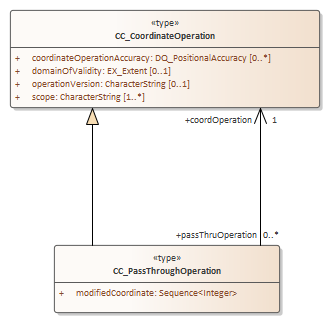 «type»
CC_CoordinateOperation
+ coordinateOperationAccuracy: DQ_PositionalAccuracy [0..*]
+ domainOfValidity: EX_Extent [0..1]
+ operationVersion: CharacterString [0..1]
+ scope: CharacterString [1..*]
+coordOperation 1
+passThruOperation 0..*
«type»
CC_PassThroughOperation
+ modifiedCoordinate: Sequence<Integer>